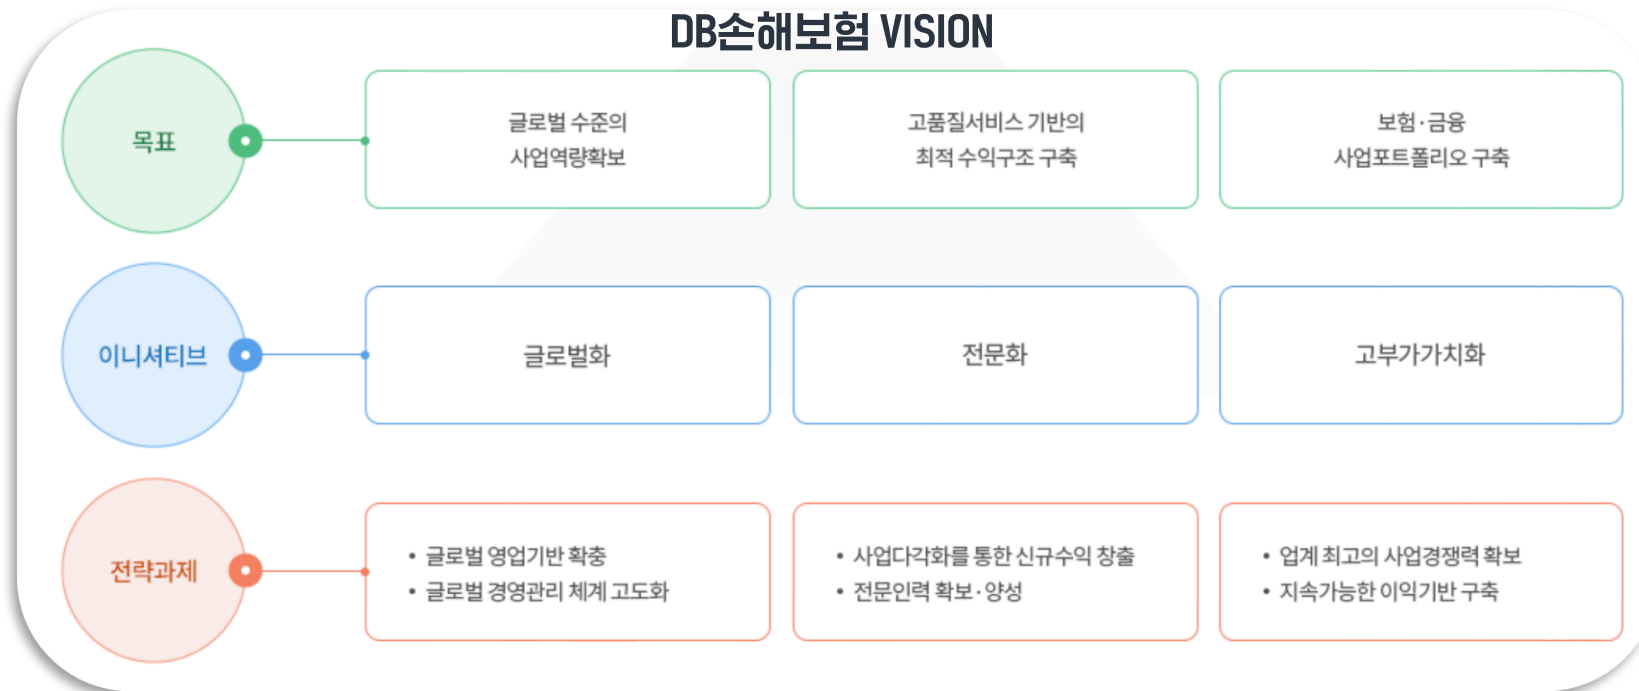 DB손해보험 VISION
목표
글로벌 수준의
사업역량확보
고품질서비스 기반의
최적 수익구조 구축
보험·금융
사업포트폴리오 구축
이니셔티브
글로벌화
전문화
고부가가치화
전략과제
• 글로벌 영업기반 확충
• 글로벌 경영관리 체계 고도화
• 사업다각화를 통한 신규수익 창출
• 전문인력 확보·양성
• 업계 최고의 사업경쟁력 확보
• 지속가능한 이익기반 구축